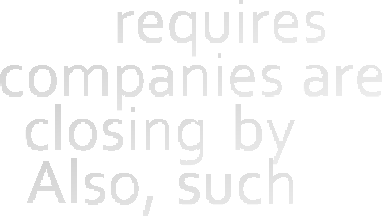 requires
companies are
closing by
Also, such